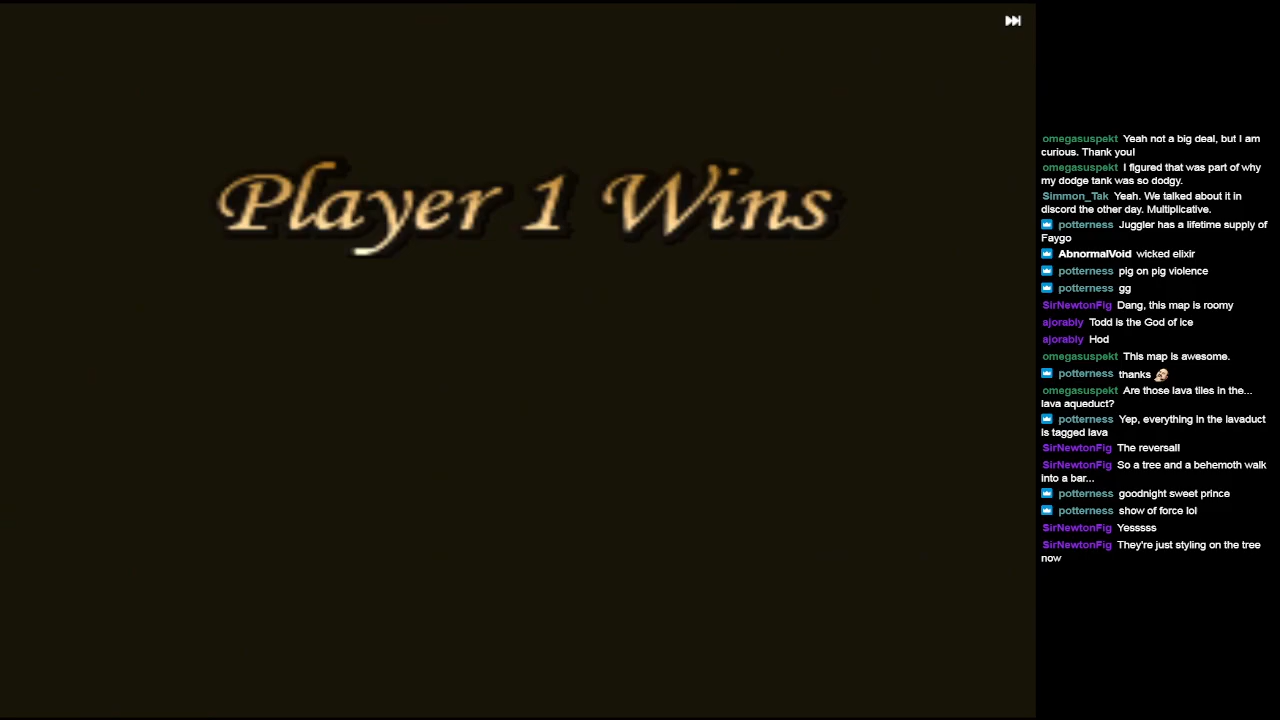 Player 1 Wins
omegasuspekt Yeah not a big deal, but I am
curious. Thank you!
omegasuspekt I figured that was part of why
my dodge tank was so dodgy.
Simmon_Tak Yeah. We talked about it in
discord the other day. Multiplicative.
potterness Juggler has a lifetime supply of
Faygo
AbnormalVoid wicked elixir
potterness pig on pig violence
potterness gg
SirNewtonFig Dang, this map is roomy
ajorably Todd is the God of ice
ajorably Hod
omegasuspekt This map is awesome.
potterness thanks
omegasuspekt Are those lava tiles in the...
lava aqueduct?
potterness Yep, everything in the lavaduct
is tagged lava
SirNewtonFig The reversal!
SirNewtonFig So a tree and a behemoth walk
into a bar...
potterness goodnight sweet prince
potterness show of force lol
SirNewtonFig Yesssss
SirNewtonFig They're just styling on the tree
now